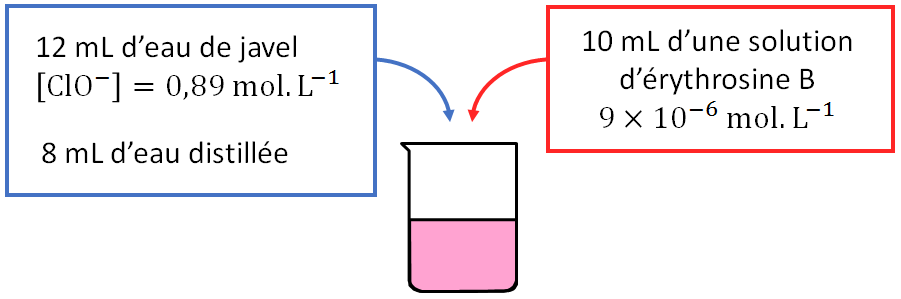 12 mL d'eau de javel
[ClO⁻] = 0,89 mol. L⁻¹
8 mL d'eau distillée
10 mL d'une solution
d'érythrosine B
9 × 10⁻⁶ mol. L⁻¹